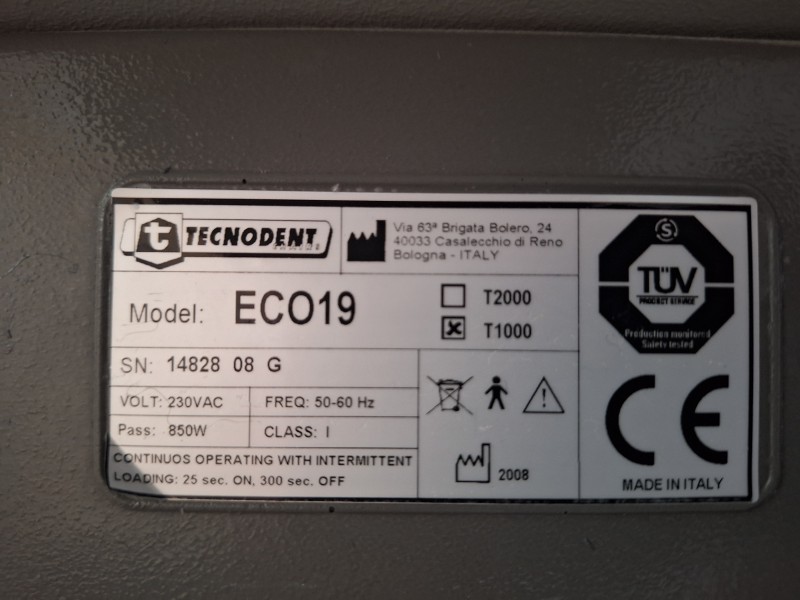 t TECNODENT
Via 63ª Brigata Bolero, 24
40033 Casalecchio di Reno
Bologna - ITALY
Model: ECO19
T2000
T1000
SN: 14828 08 G
VOLT: 230VAC
FREQ: 50-60 Hz
Pass: 850W
CLASS: I
CONTINUOS OPERATING WITH INTERMITTENT
LOADING: 25 sec. ON, 300 sec. OFF
2008
S
TÜV
PRODUCT SERVICE
Production monitored
Safety tested
CE
MADE IN ITALY